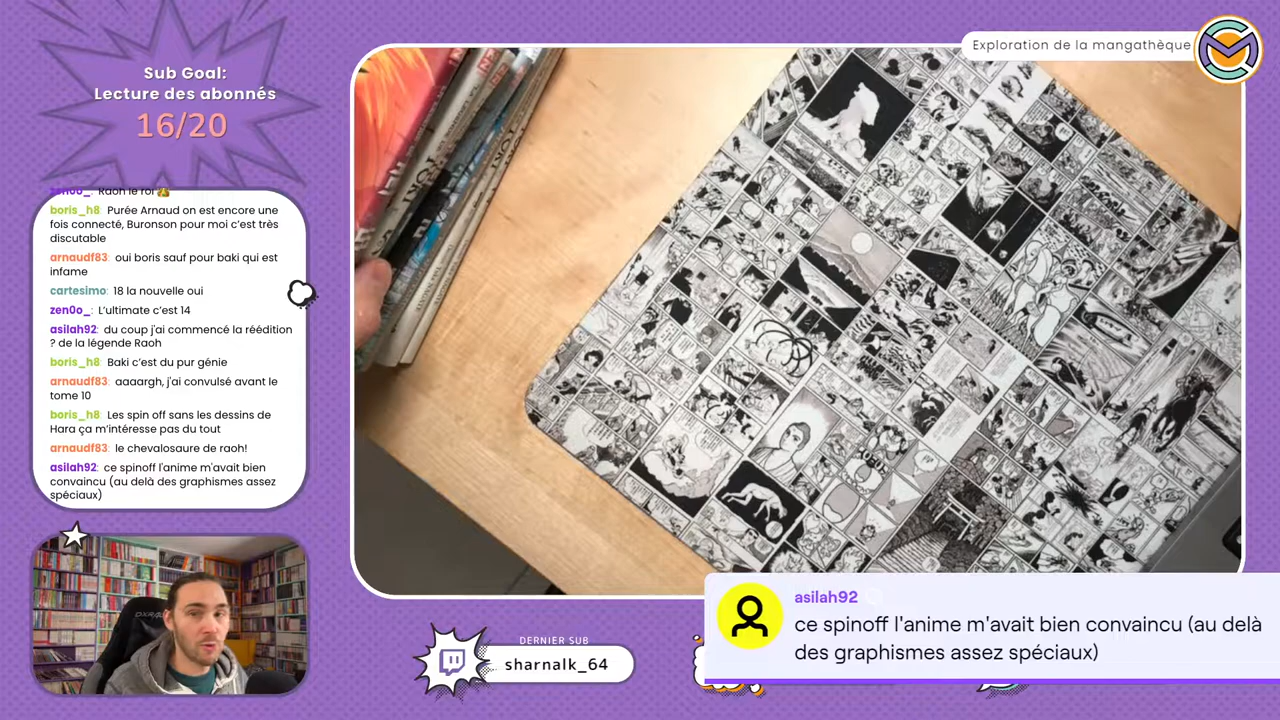 Sub Goal:
Lecture des abonnés
16/20
Exploration de la mangathèque
zen0o_: Raoh le roi
boris_h8: Purée Arnaud on est encore une
fois connecté, Buronson pour moi c'est très
discutable
arnaudf83: oui boris sauf pour baki qui est
infame
cartesimo: 18 la nouvelle oui
zen0o_: L'ultimate c'est 14
asilah92: du coup j'ai commencé la réédition
? de la légende Raoh
boris_h8: Baki c'est du pur génie
arnaudf83: aaaargh, j'ai convulsé avant le
tome 10
boris_h8: Les spin off sans les dessins de
Hara ça m'intéresse pas du tout
arnaudf83: le chevalosaure de raoh!
asilah92: ce spinoff l'anime m'avait bien
convaincu (au delà des graphismes assez
spéciaux)
DERNIER SUB
sharnalk_64
asilah92
ce spinoff l'anime m'avait bien convaincu (au delà
des graphismes assez spéciaux)